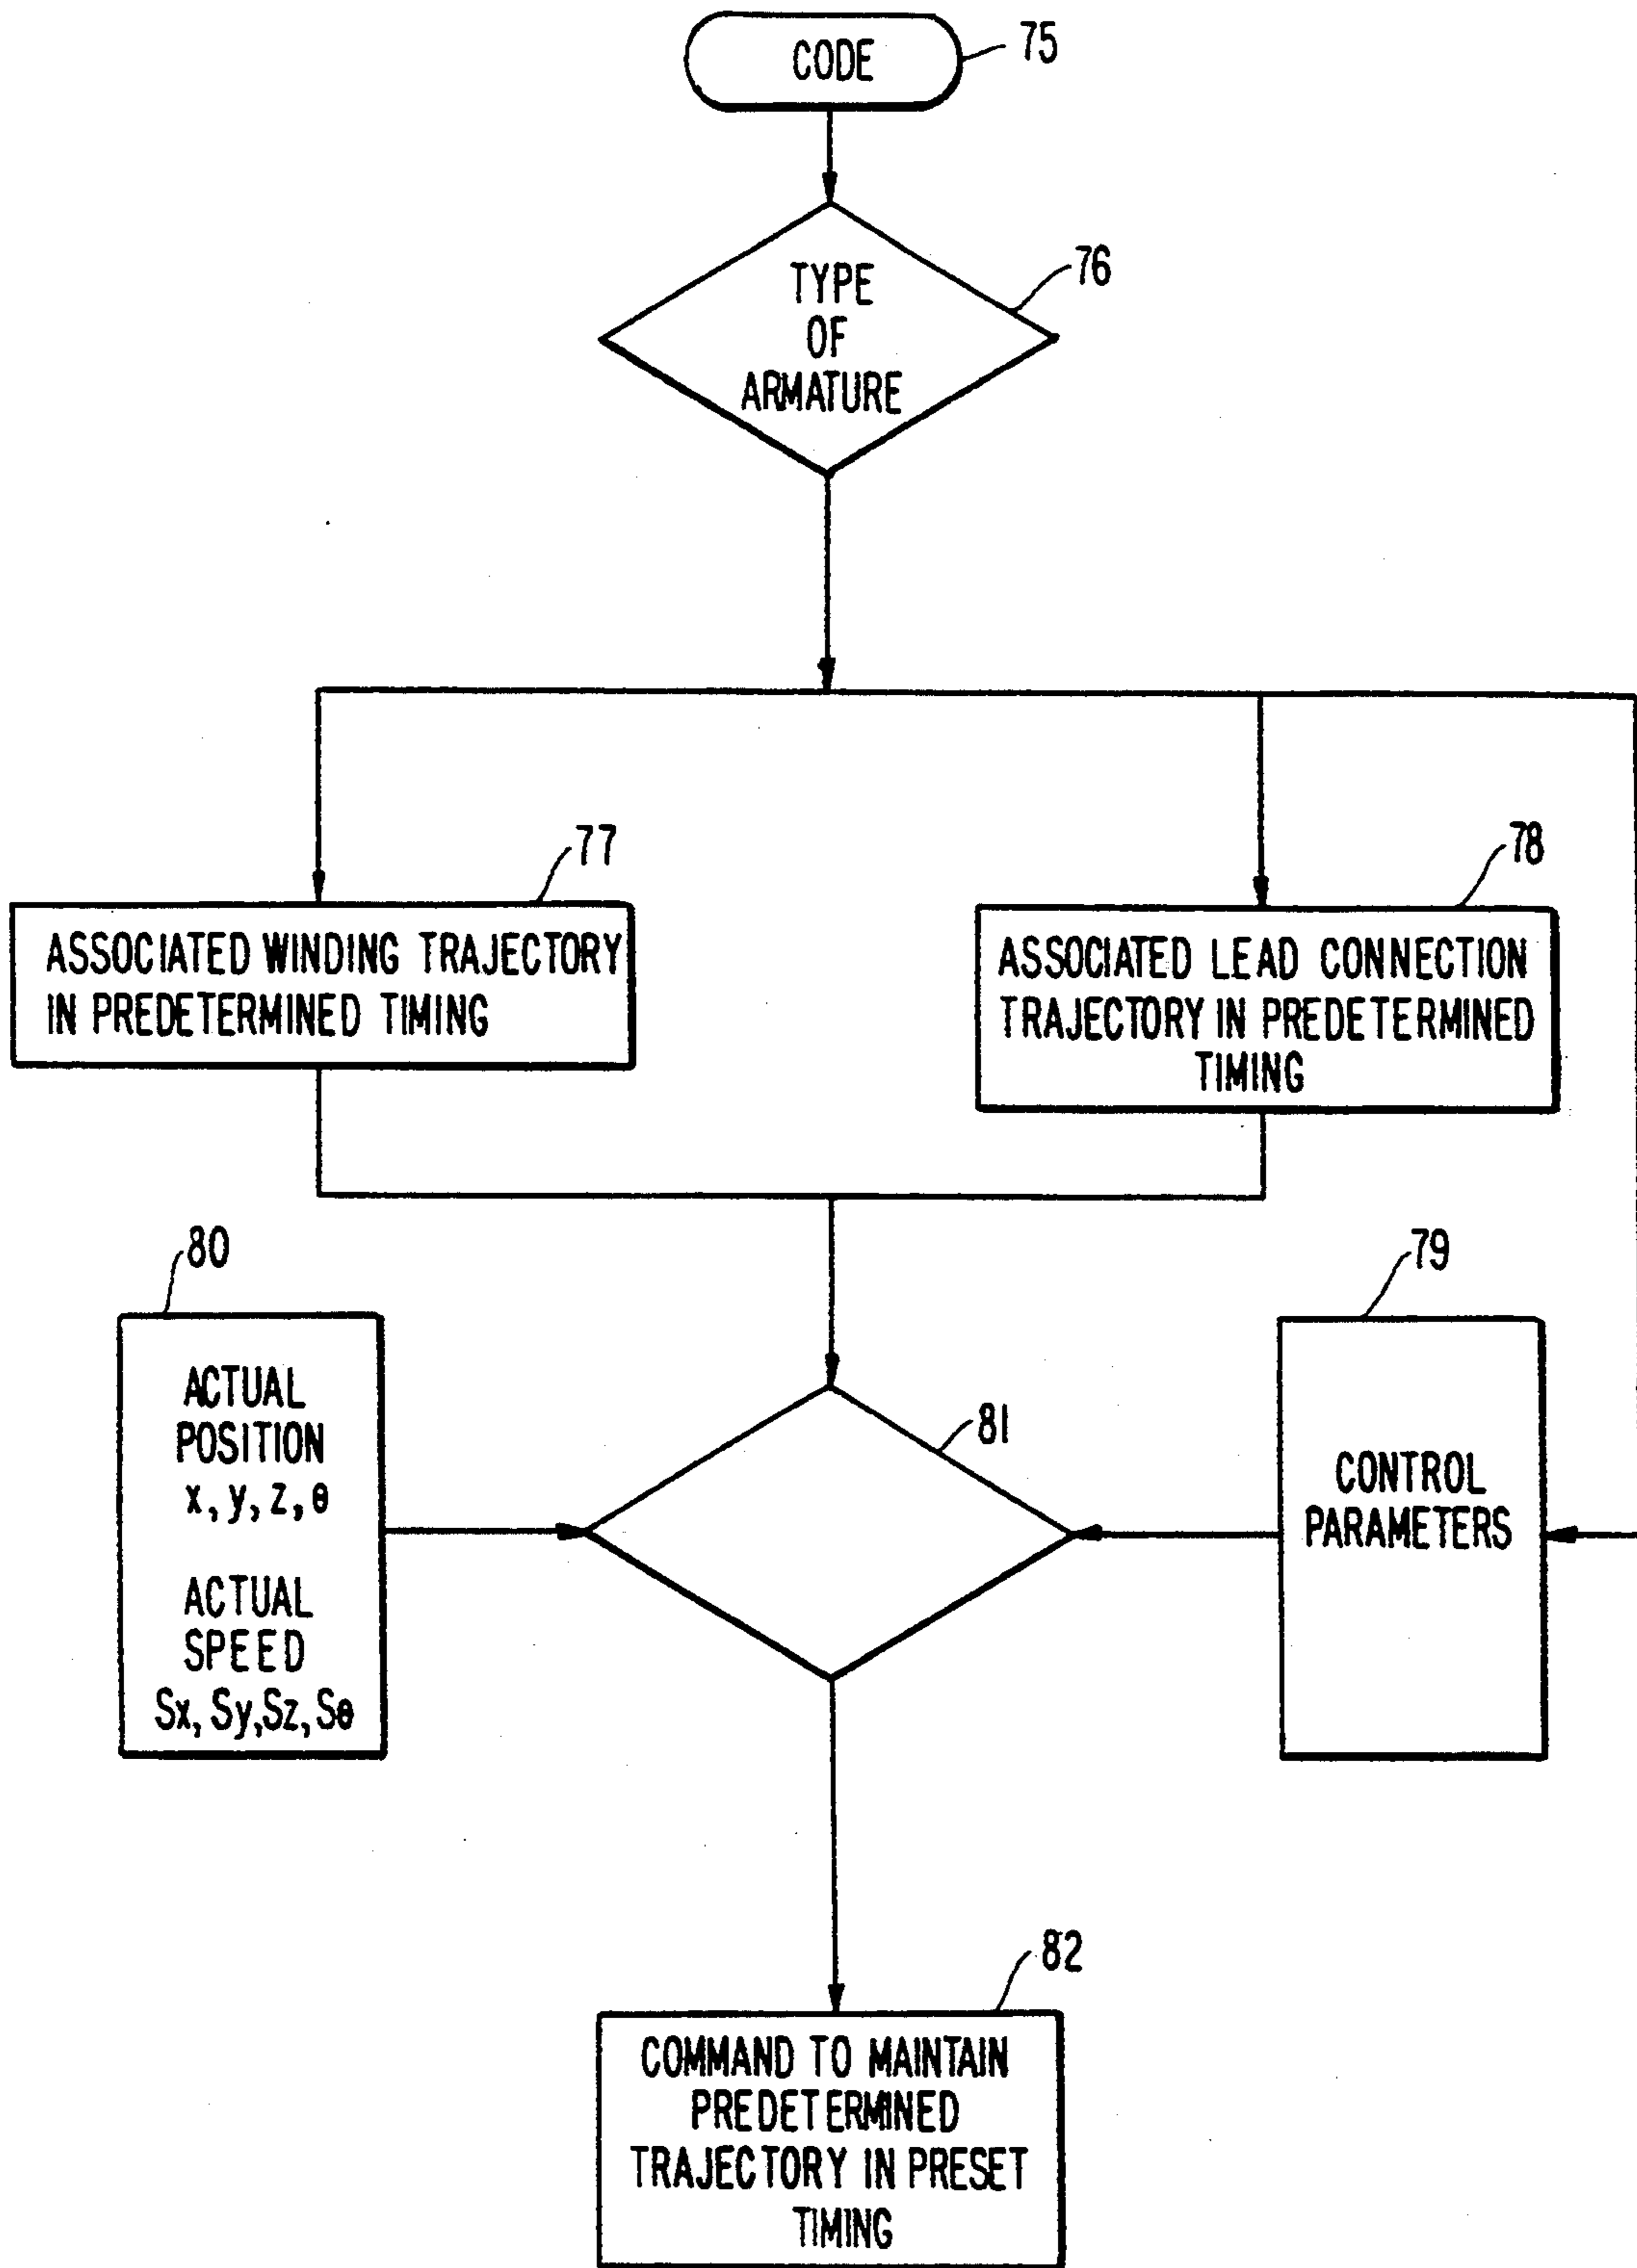 CODE
75
TYPE
OF
ARMATURE
76
77
ASSOCIATED WINDING TRAJECTORY
IN PREDETERMINED TIMING
78
ASSOCIATED LEAD CONNECTION
TRAJECTORY IN PREDETERMINED
TIMING
80
ACTUAL
POSITION
x, y, z, θ
ACTUAL
SPEED
Sx, Sy, Sz, Sθ
81
79
CONTROL
PARAMETERS
82
COMMAND TO MAINTAIN
PREDETERMINED
TRAJECTORY IN PRESET
TIMING